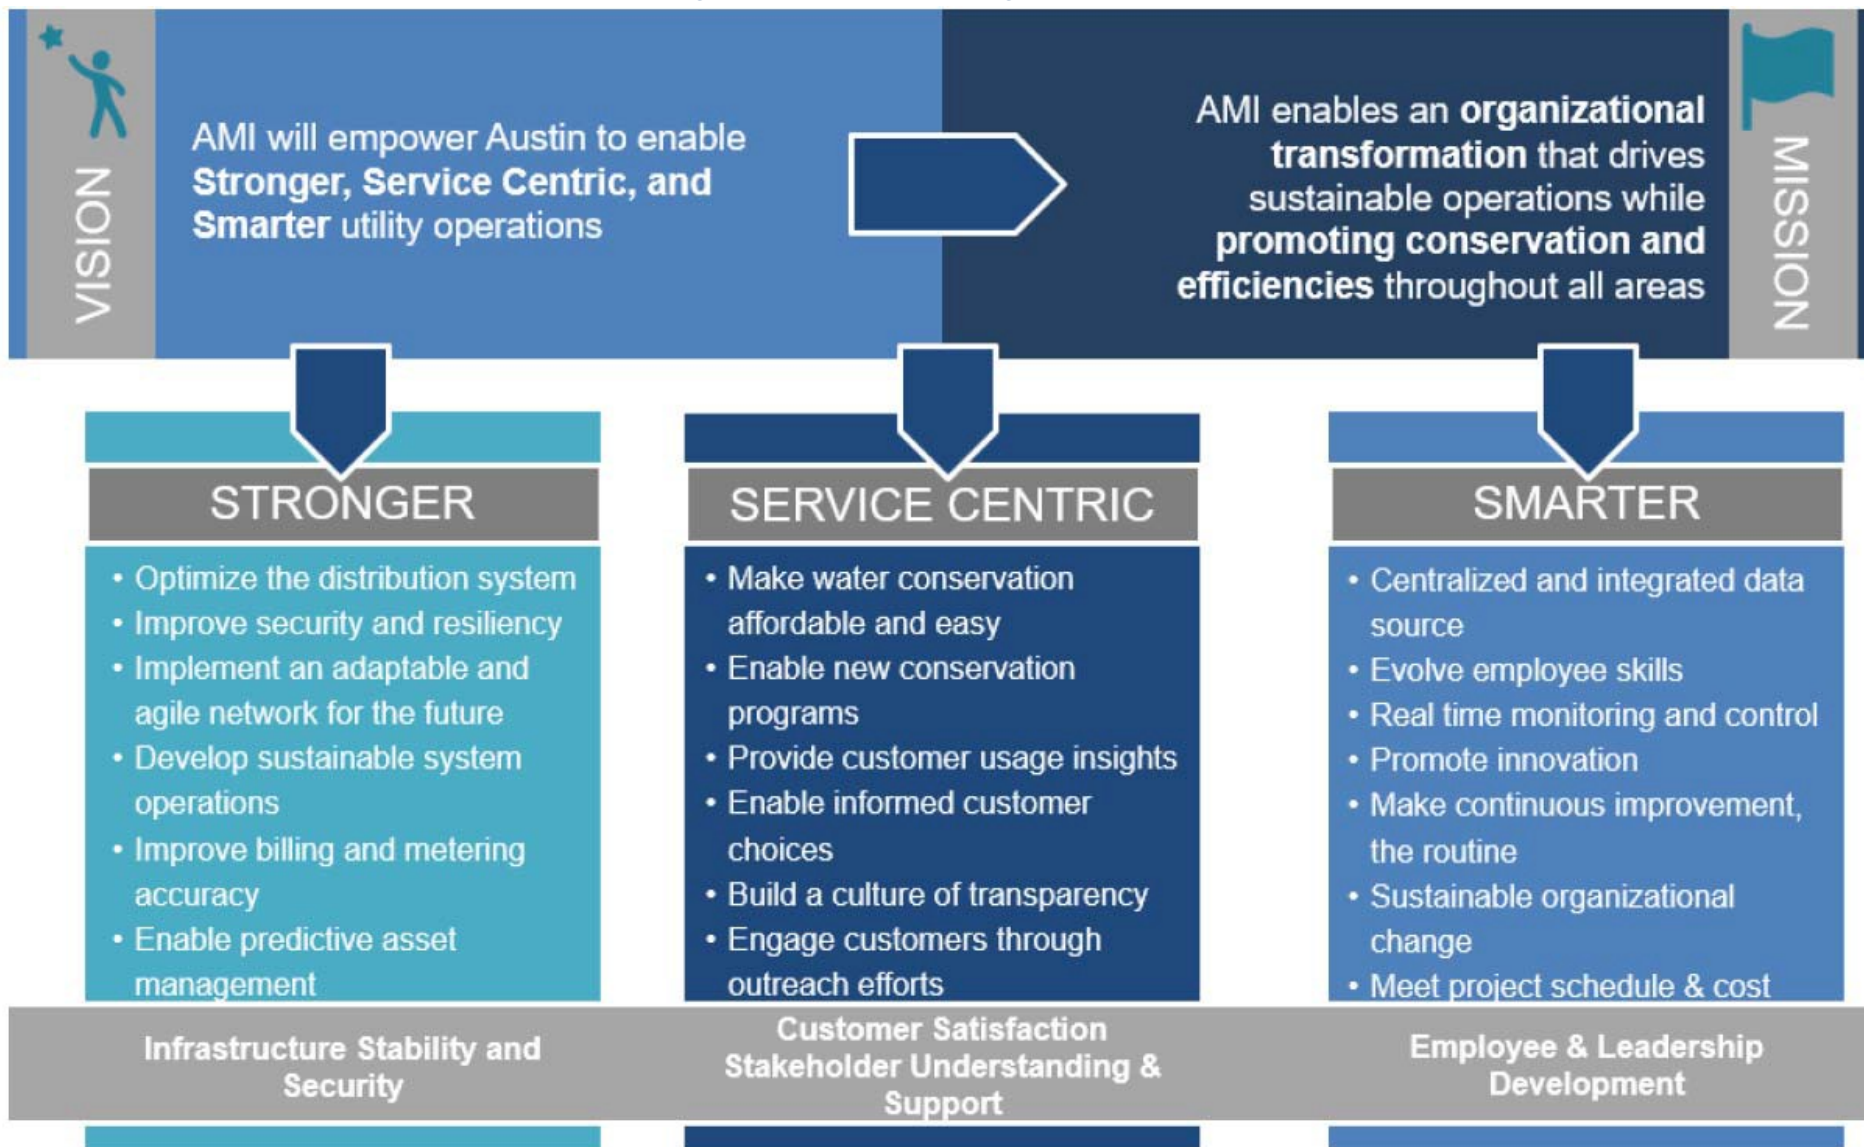 VISION
AMI will empower Austin to enable
Stronger, Service Centric, and
Smarter utility operations
AMI enables an organizational
transformation that drives
sustainable operations while
promoting conservation and
efficiencies throughout all areas
MISSION
STRONGER
• Optimize the distribution system
• Improve security and resiliency
• Implement an adaptable and
agile network for the future
• Develop sustainable system
operations
• Improve billing and metering
accuracy
• Enable predictive asset
management
Infrastructure Stability and
Security
SERVICE CENTRIC
• Make water conservation
affordable and easy
• Enable new conservation
programs
• Provide customer usage insights
• Enable informed customer
choices
• Build a culture of transparency
• Engage customers through
outreach efforts
Customer Satisfaction
Stakeholder Understanding &
Support
SMARTER
• Centralized and integrated data
source
• Evolve employee skills
• Real time monitoring and control
• Promote innovation
• Make continuous improvement,
the routine
• Sustainable organizational
change
• Meet project schedule & cost
Employee & Leadership
Development